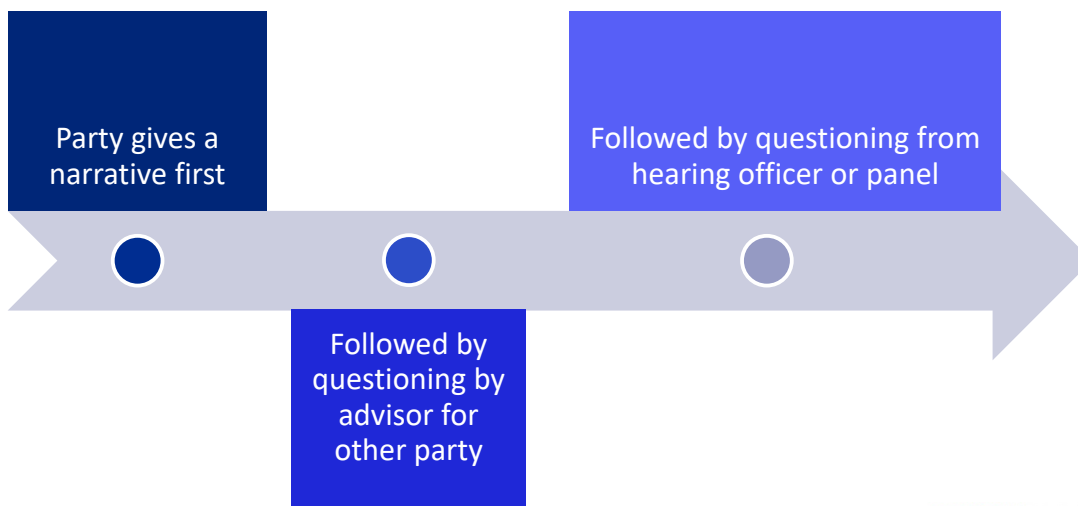 Party gives a
narrative first
Followed by
questioning by
advisor for
other party
Followed by questioning from
hearing officer or panel